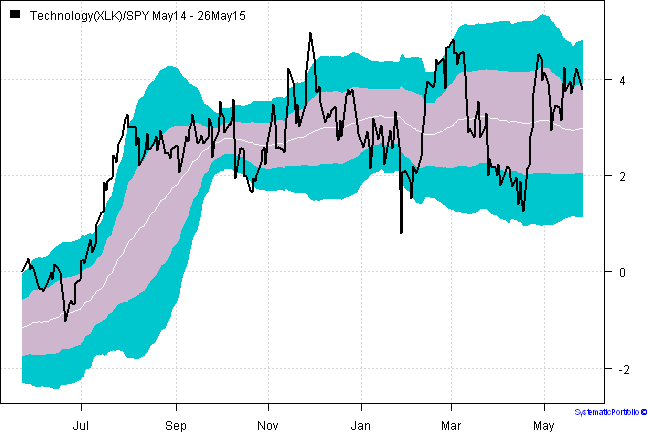 Technology(XLK)/SPY May14 - 26May15
4
2
0
-2
Jul Sep Nov Jan Mar May
SystematicPortfolio ©